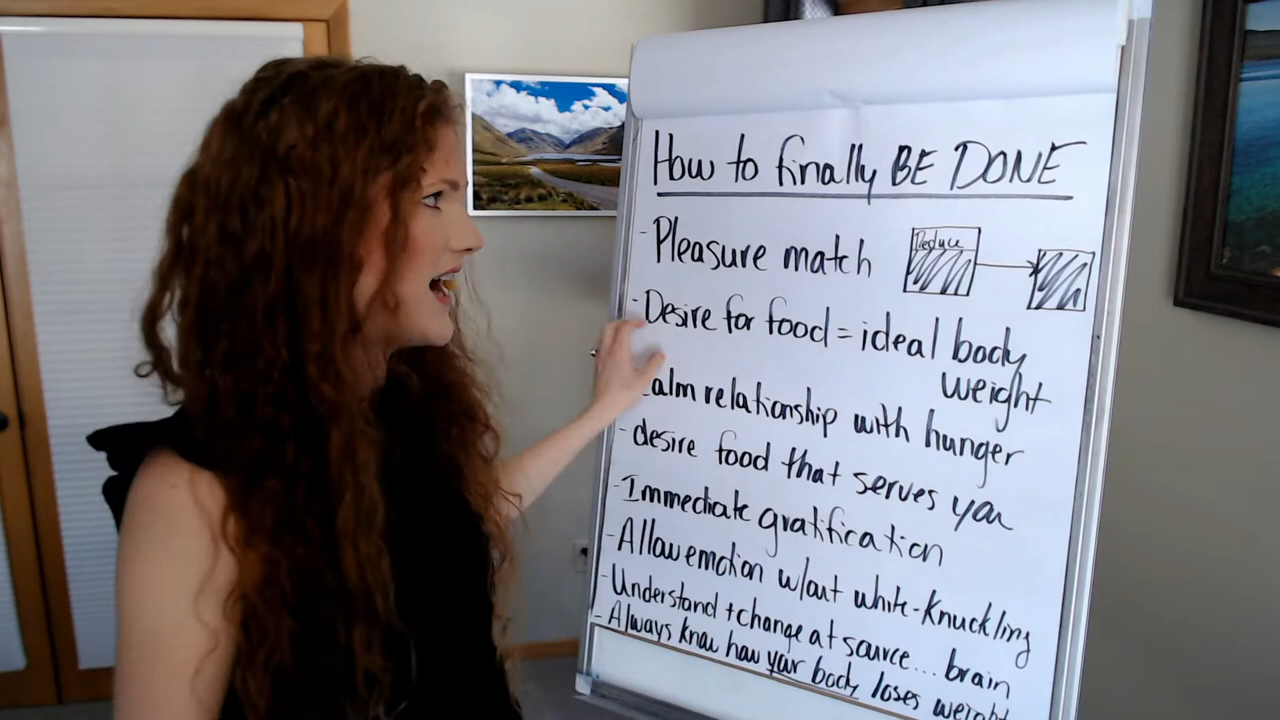 How to finally BE DONE
- Pleasure match
Reduce
- Desire for food = ideal body
weight
alm relationship with hunger
- desire food that serves you
- Immediate gratification
- Allow emotion w/out white-knuckling
- Understand + change at source... brain
- Always know how your body loses weight